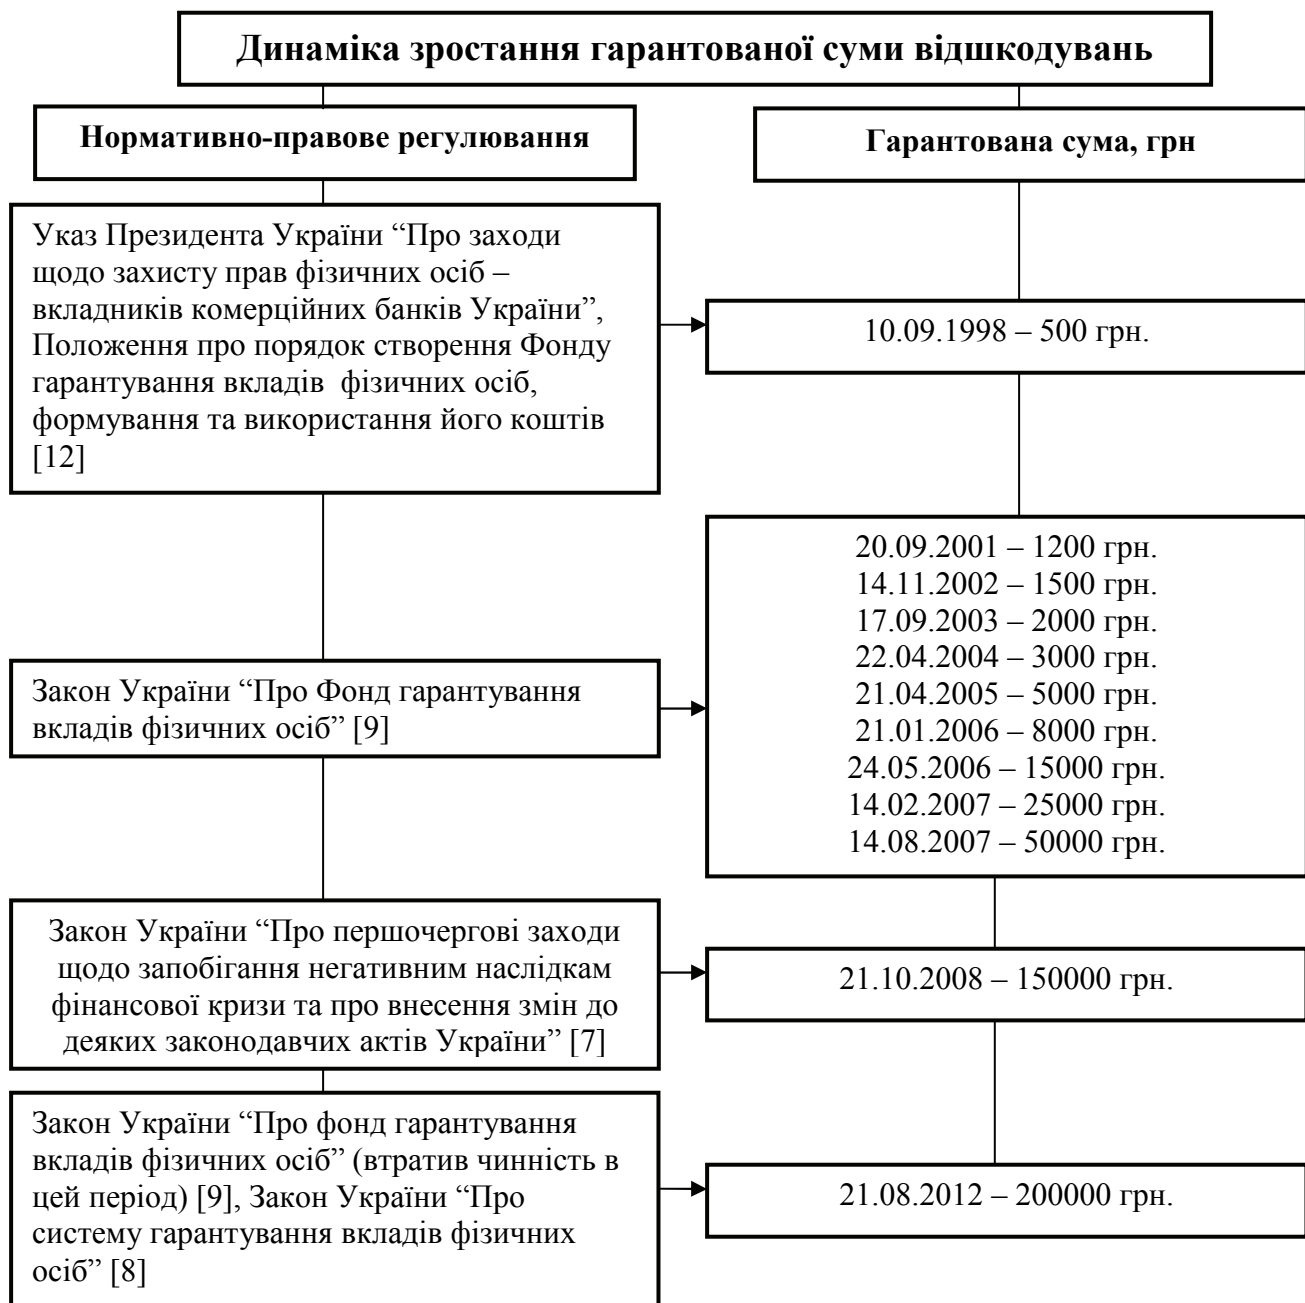 Динаміка зростання гарантованої суми відшкодувань
Нормативно-правове регулювання
Гарантована сума, грн
Указ Президента України “Про заходи
щодо захисту прав фізичних осіб –
вкладників комерційних банків України”,
Положення про порядок створення Фонду
гарантування вкладів фізичних осіб,
формування та використання його коштів
[12]
10.09.1998 – 500 грн.
Закон України “Про Фонд гарантування
вкладів фізичних осіб” [9]
20.09.2001 – 1200 грн.
14.11.2002 – 1500 грн.
17.09.2003 – 2000 грн.
22.04.2004 – 3000 грн.
21.04.2005 – 5000 грн.
21.01.2006 – 8000 грн.
24.05.2006 – 15000 грн.
14.02.2007 – 25000 грн.
14.08.2007 – 50000 грн.
Закон України “Про першочергові заходи
щодо запобігання негативним наслідкам
фінансової кризи та про внесення змін до
деяких законодавчих актів України” [7]
21.10.2008 – 150000 грн.
Закон України “Про фонд гарантування
вкладів фізичних осіб” (втратив чинність в
цей період) [9], Закон України “Про
систему гарантування вкладів фізичних
осіб” [8]
21.08.2012 – 200000 грн.